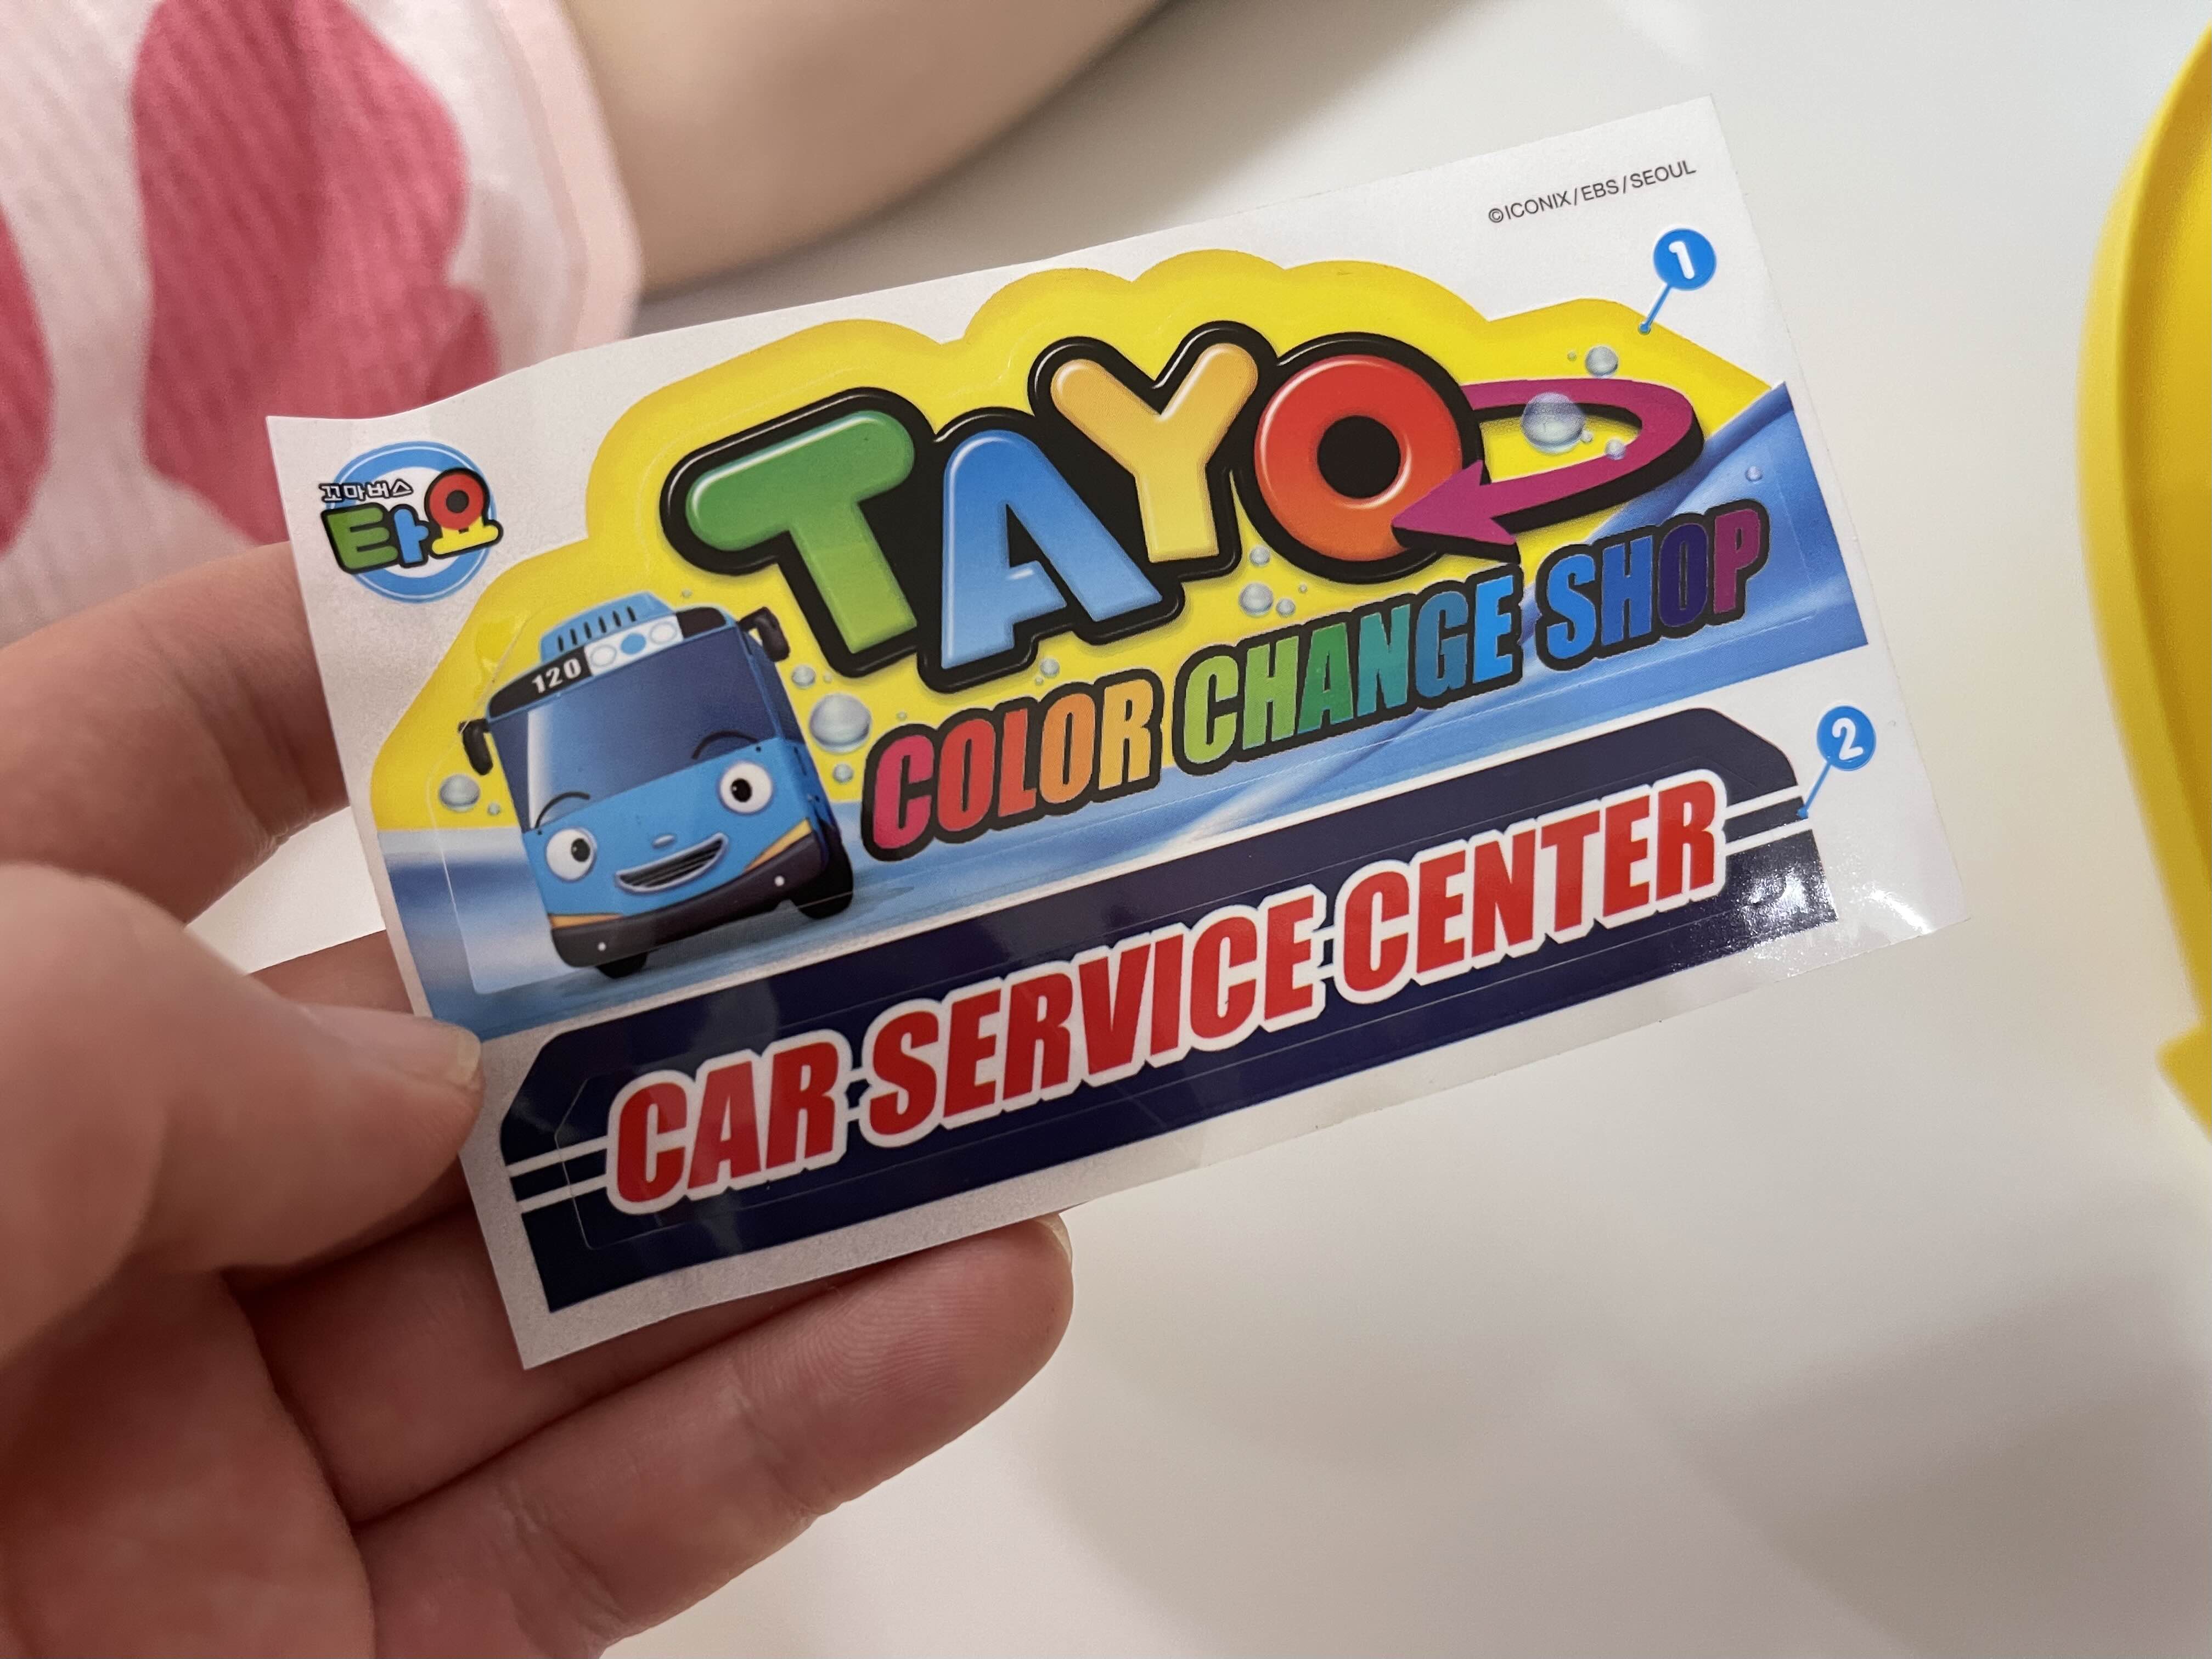 ©ICONIX/EBS/SEOUL
1
꼬마버스
타요
TAYO
120
COLOR CHANGE SHOP
2
CAR SERVICE CENTER